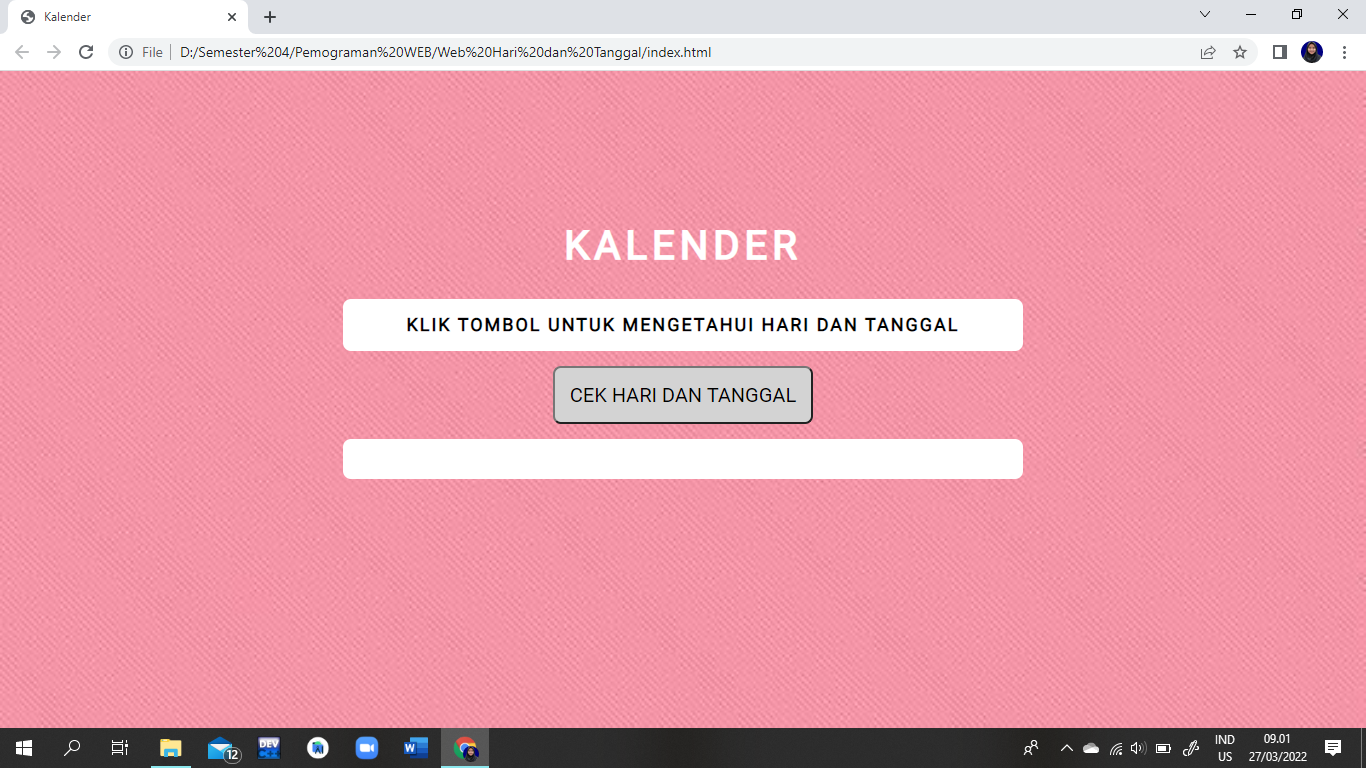 Kalender
File
D:/Semester%204/Pemograman%20WEB/Web%20Hari%20dan%20Tanggal/index.html
KALENDER
KLIK TOMBOL UNTUK MENGETAHUI HARI DAN TANGGAL
CEK HARI DAN TANGGAL
12
DEV
C++
W
IND
US
09.01
27/03/2022